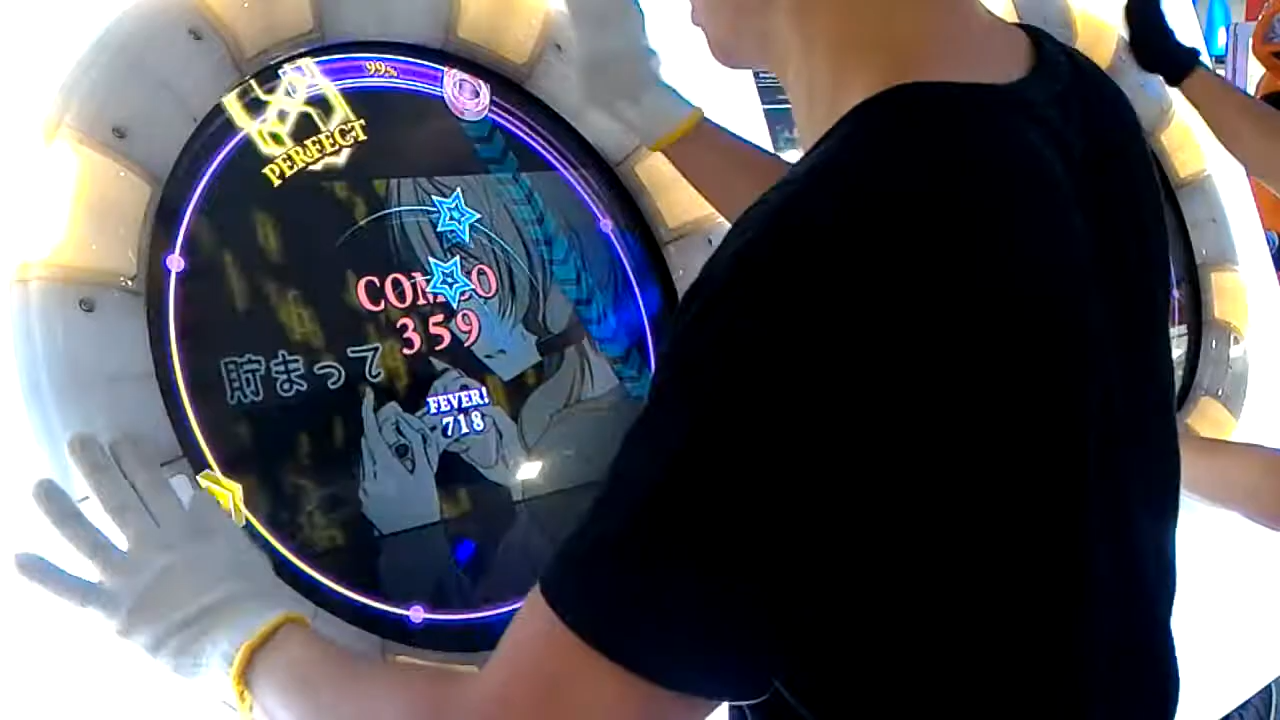 99%
PERFECT
COMBO
359
貯まって
FEVER!
718